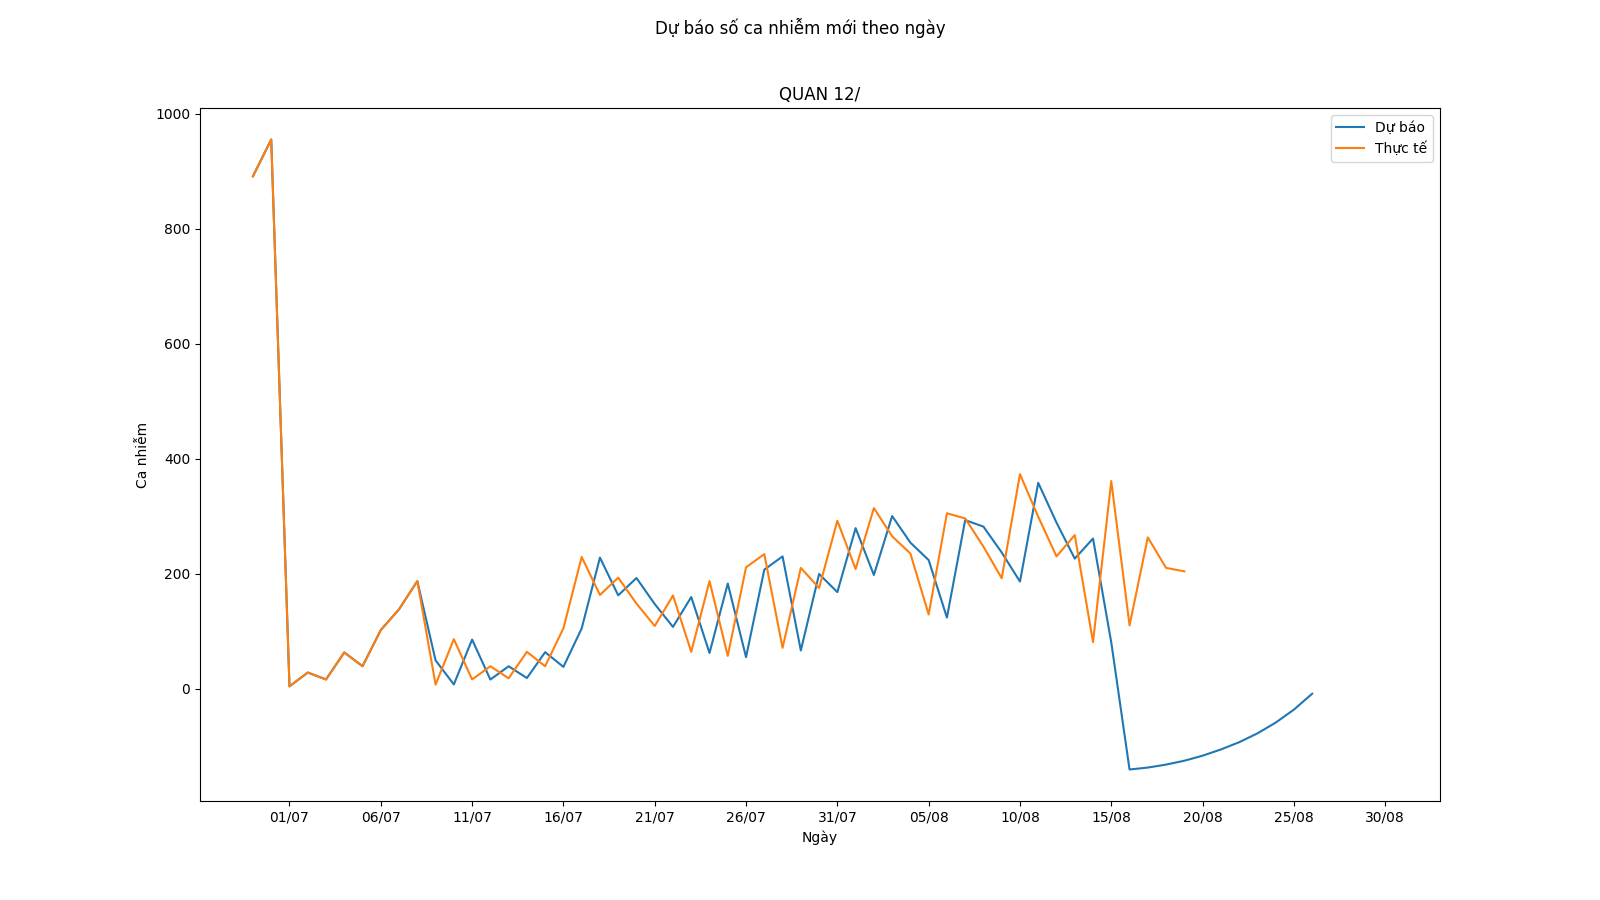 Dự báo số ca nhiễm mới theo ngày
QUAN 12/
Dự báo
Thực tế
1000
800
600
400
200
0
Ca nhiễm
01/07 06/07 11/07 16/07 21/07 26/07 31/07 05/08 10/08 15/08 20/08 25/08 30/08
Ngày